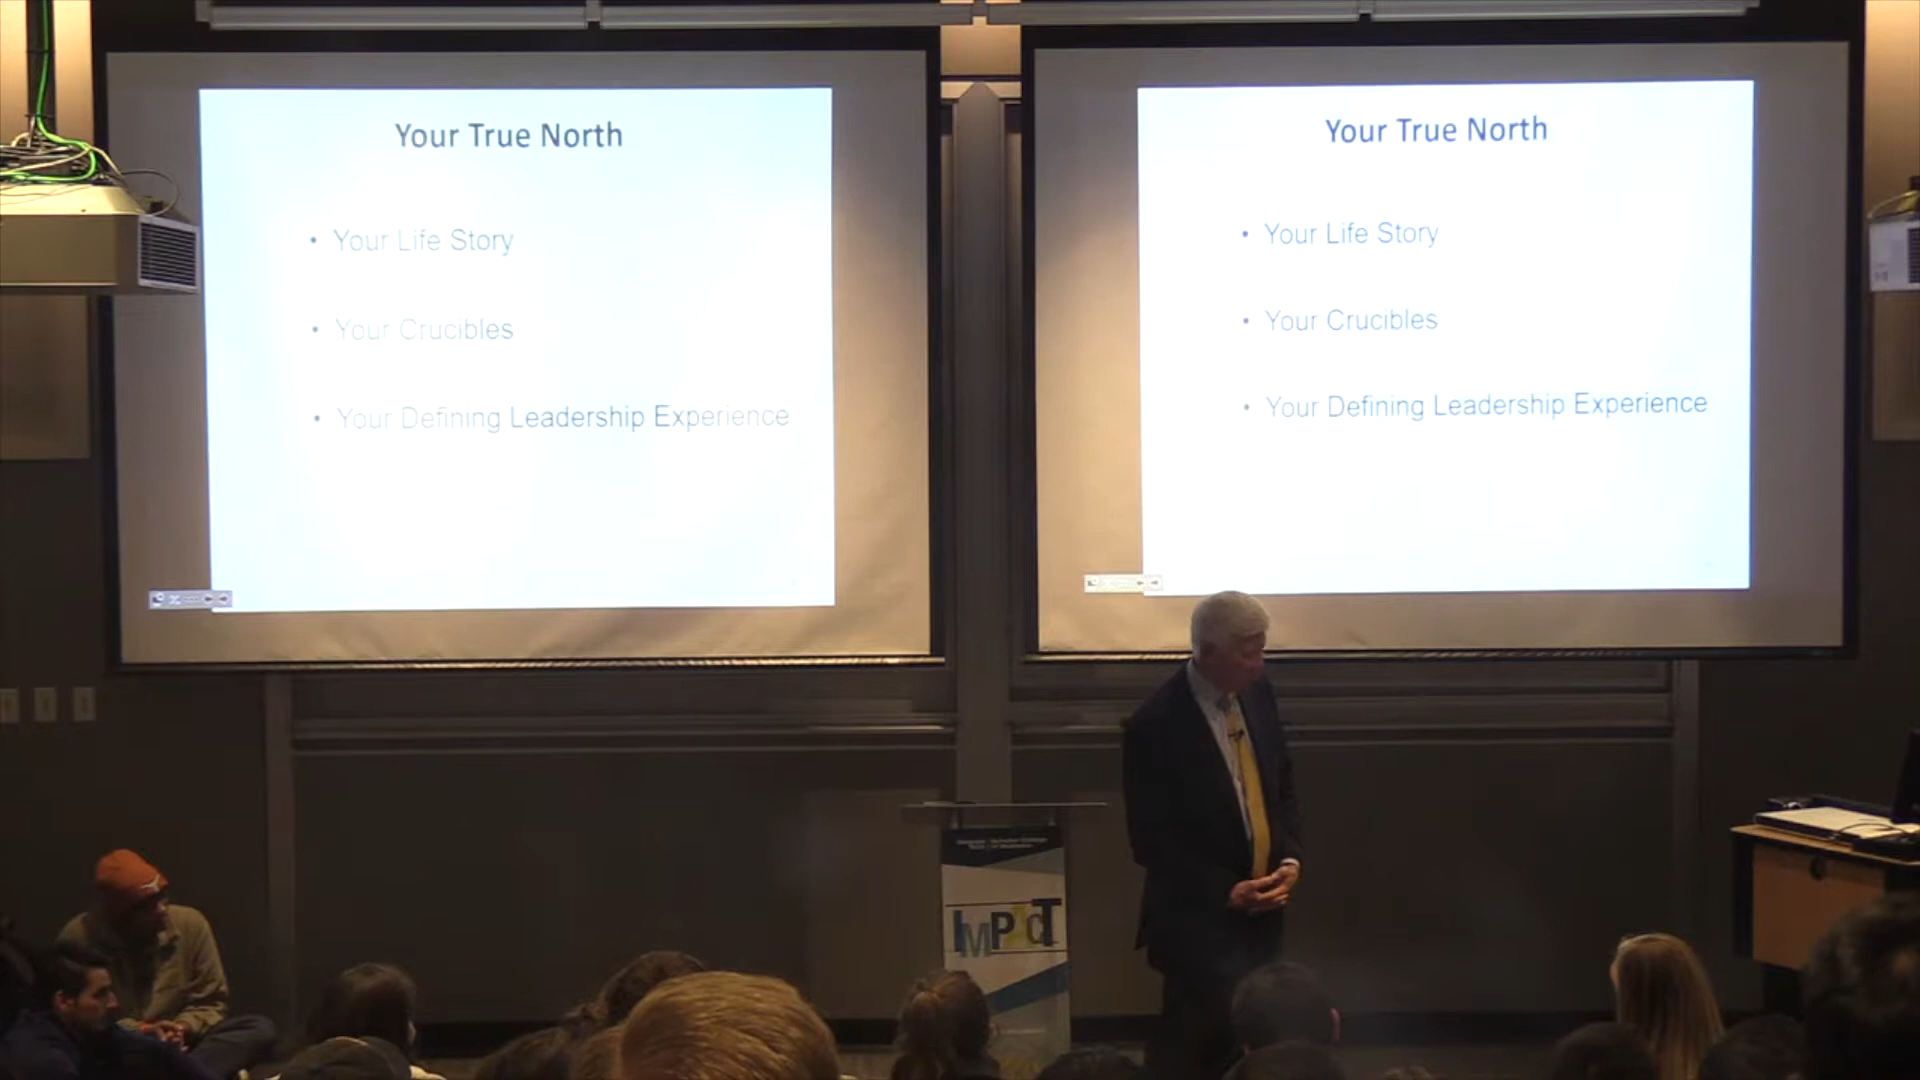 Your True North
• Your Life Story
• Your Crucibles
• Your Defining Leadership Experience
Your True North
• Your Life Story
• Your Crucibles
• Your Defining Leadership Experience
IMPACT